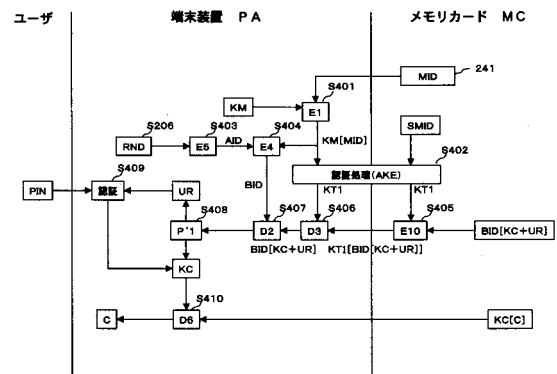 ユーザ
端末装置 PA
メモリカード MC
MID
241
S401
KM
E1
S206
S403
S404
SMID
RND
E5
AID
E4
KM[MID]
S402
S409
認証処理(AKE)
PIN
認証
UR
BID
KT1
KT1
S408
S407
S406
S405
P'1
D2
D3
E10
BID[KC+UR]
BID[KC+UR]
KT1[BID[KC+UR]]
KC
S410
C
D6
KC[C]